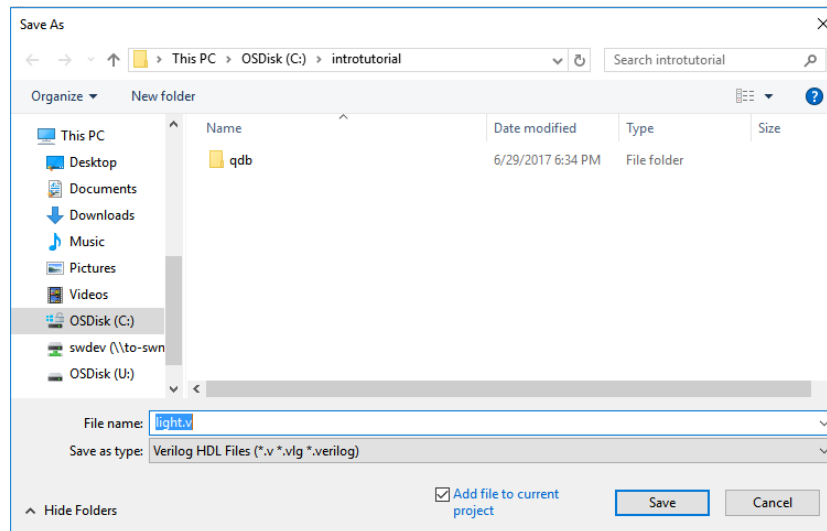 Save As
This PC > OSDisk (C:) > introtutorial
Search introtutorial
Organize
New folder
Name
Date modified
Type
Size
This PC
Desktop
Documents
Downloads
Music
Pictures
Videos
OSDisk (C:)
swdev (\\to-swn
OSDisk (U:)
qdb
6/29/2017 6:34 PM
File folder
File name: light.v
Save as type: Verilog HDL Files (*.v *.vlg *.verilog)
Hide Folders
Add file to current
project
Save
Cancel